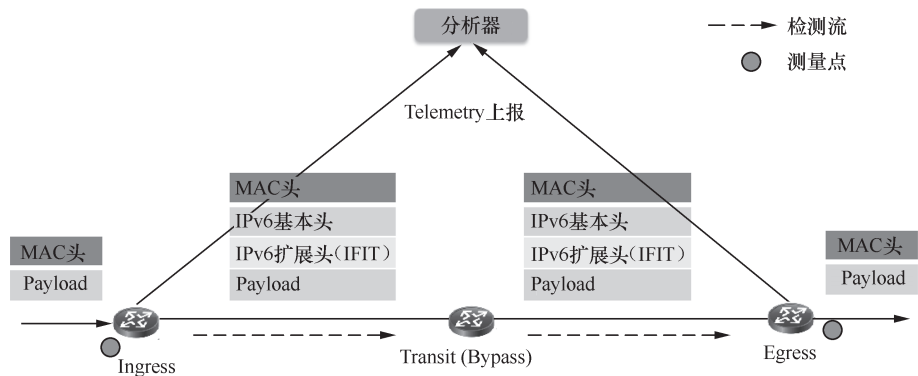 分析器
检测流
测量点
Telemetry上报
MAC头
IPv6基本头
IPv6扩展头(IFIT)
Payload
MAC头
IPv6基本头
IPv6扩展头(IFIT)
Payload
MAC头
Payload
MAC头
Payload
Ingress
Transit (Bypass)
Egress